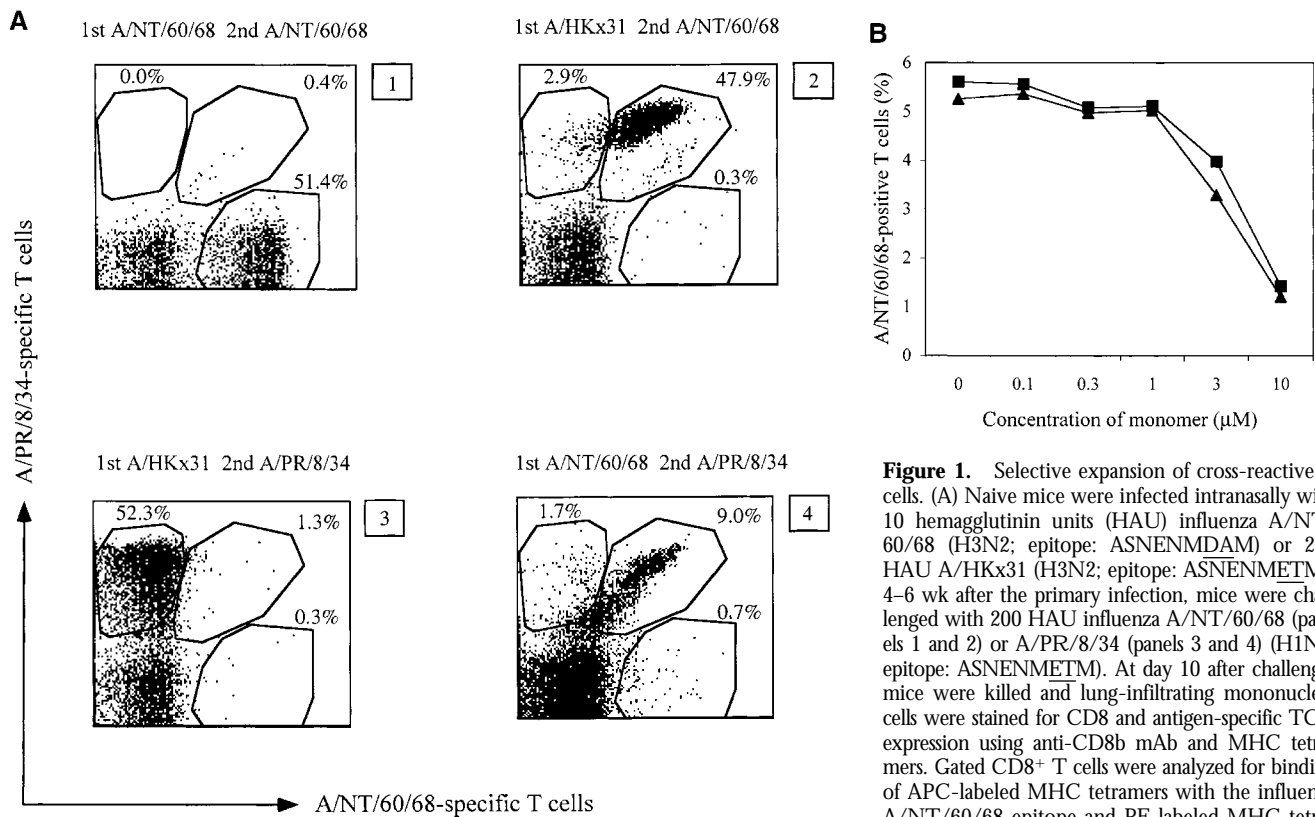 A
1st A/NT/60/68 2nd A/NT/60/68
0.0%
0.4%
1
51.4%
1st A/HKx31 2nd A/NT/60/68
2.9%
47.9%
2
0.3%
1st A/HKx31 2nd A/PR/8/34
52.3%
1.3%
3
0.3%
1st A/NT/60/68 2nd A/PR/8/34
1.7%
9.0%
4
0.7%
A/PR/8/34-specific T cells
A/NT/60/68-specific T cells
B
A/NT/60/68-positive T cells (%)
6
5
4
3
2
1
0
0 0.1 0.3 1 3 10
Concentration of monomer (μM)
Figure 1. Selective expansion of cross-reactive
cells. (A) Naive mice were infected intranasally wi
10 hemagglutinin units (HAU) influenza A/NT
60/68 (H3N2; epitope: ASNENMDAM) or 2
HAU A/HKx31 (H3N2; epitope: ASNENMETM
4–6 wk after the primary infection, mice were cha
lenged with 200 HAU influenza A/NT/60/68 (pa
els 1 and 2) or A/PR/8/34 (panels 3 and 4) (H1N
epitope: ASNENMETM). At day 10 after challeng
mice were killed and lung-infiltrating mononucle
cells were stained for CD8 and antigen-specific TC
expression using anti-CD8b mAb and MHC tetr
mers. Gated CD8+ T cells were analyzed for bindi
of APC-labeled MHC tetramers with the influen
A/NT/60/68 epitope and PE-labeled MHC tetr